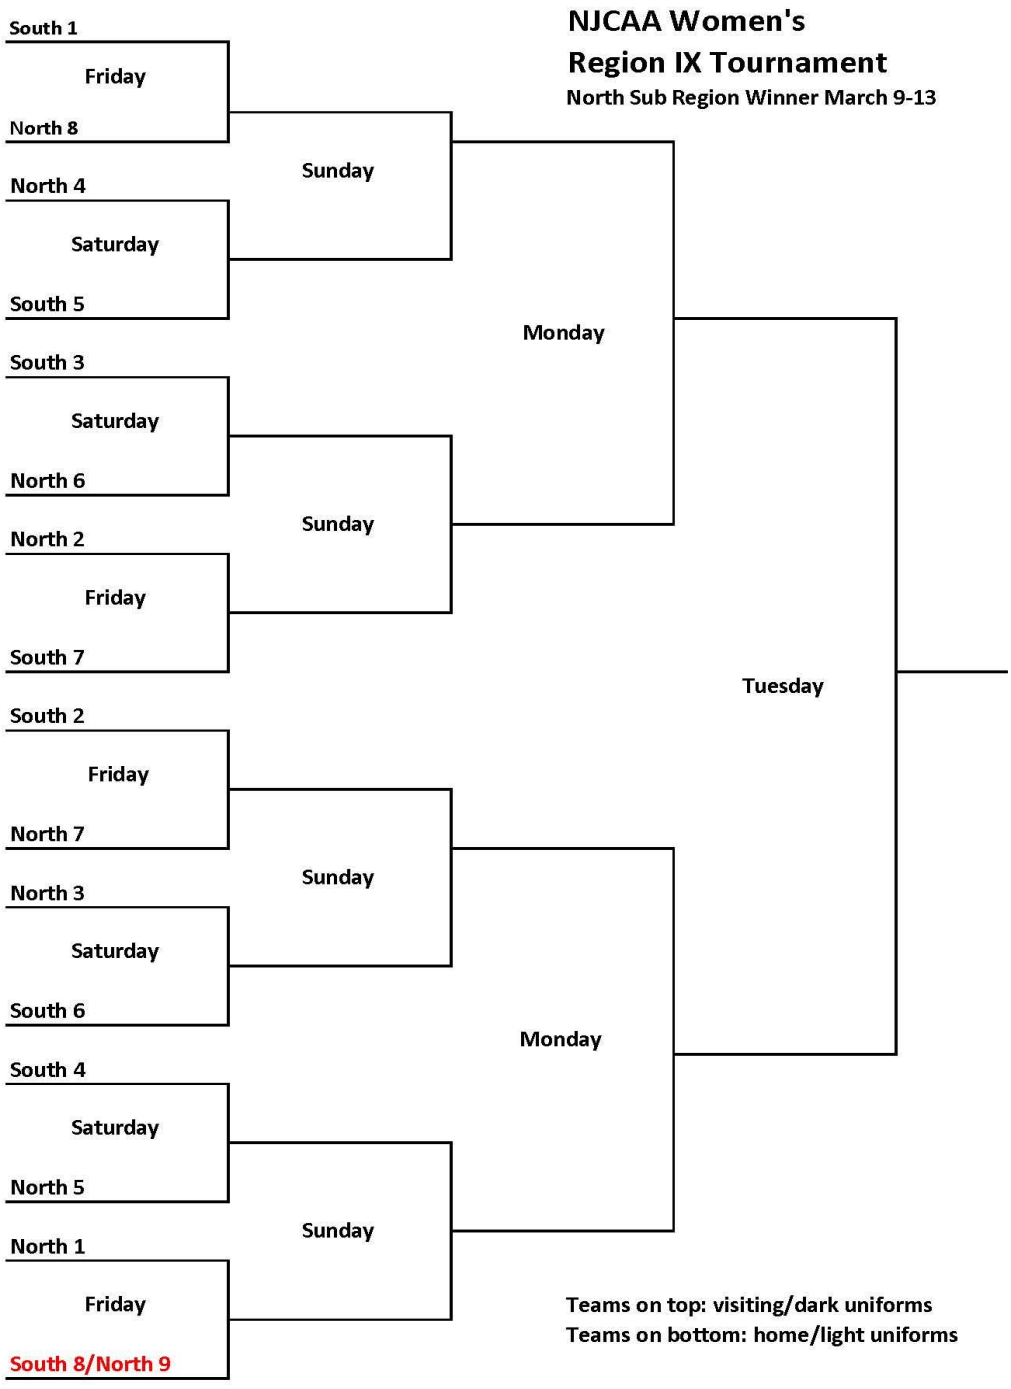 NJCAA Women's
Region IX Tournament
North Sub Region Winner March 9-13
South 1
Friday
North 8
Sunday
North 4
Saturday
South 5
Monday
South 3
Saturday
North 6
Sunday
North 2
Friday
South 7
Tuesday
South 2
Friday
North 7
Sunday
North 3
Saturday
South 6
Monday
South 4
Saturday
North 5
Sunday
North 1
Friday
South 8/North 9
Teams on top: visiting/dark uniforms
Teams on bottom: home/light uniforms